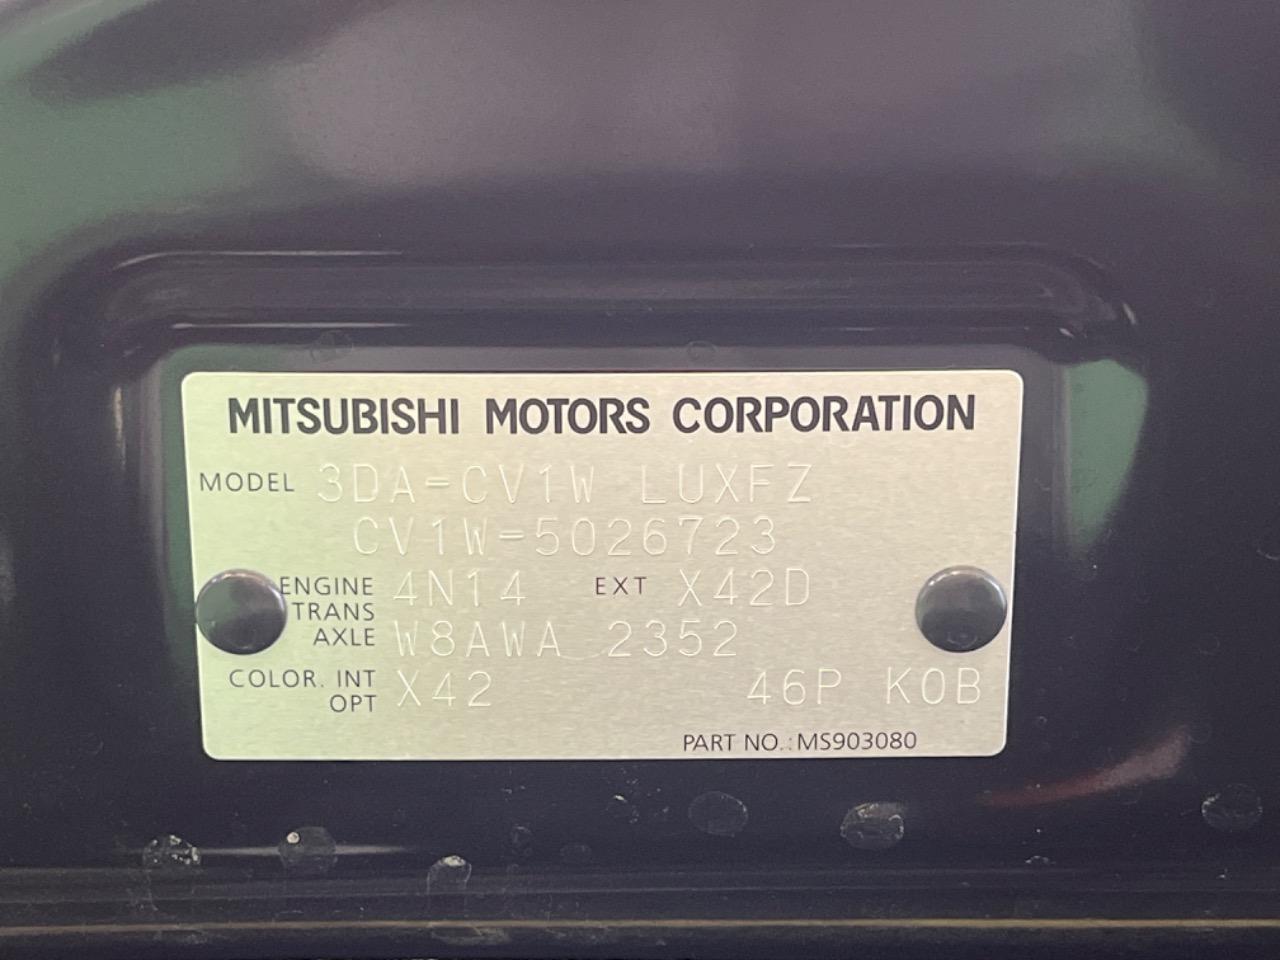 MITSUBISHI MOTORS CORPORATION
MODEL 3DA-CV1W LUXFZ
CV1W-5026723
ENGINE 4N14 EXT X42D
TRANS
AXLE W8AWA 2352
COLOR. INT
OPT X42 46P K0B
PART NO.:MS903080